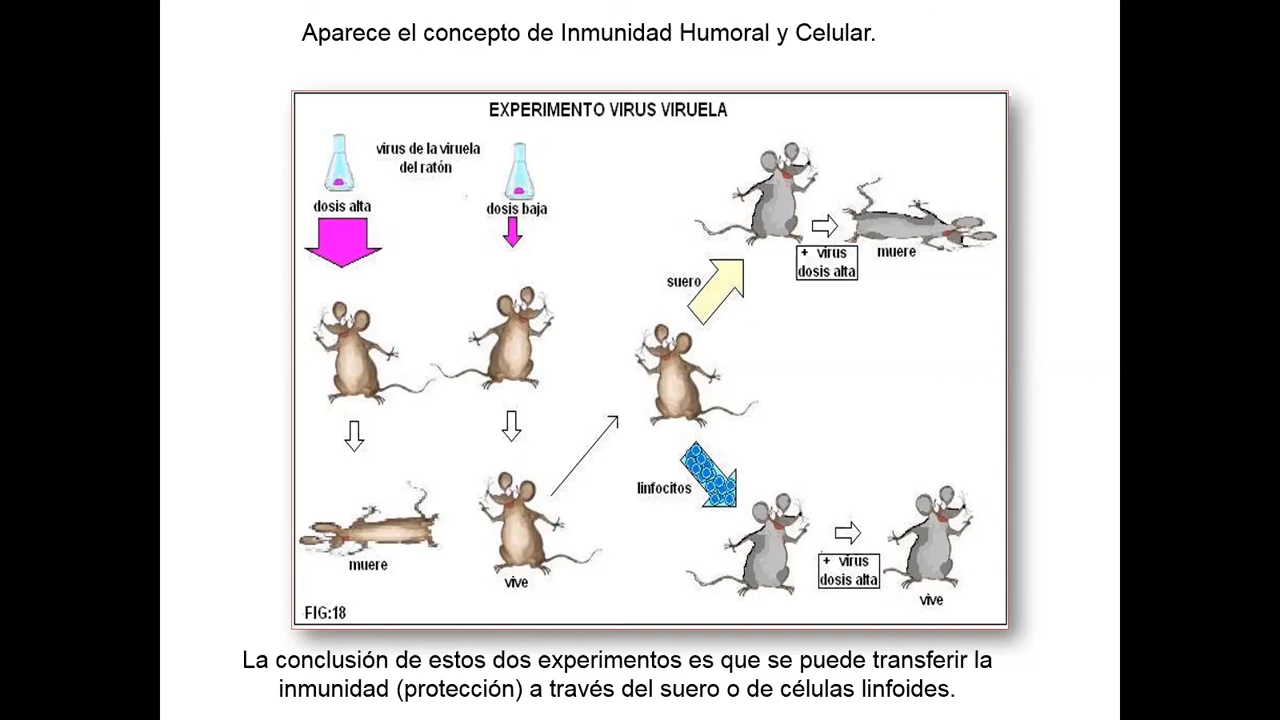 Aparece el concepto de Inmunidad Humoral y Celular.
EXPERIMENTO VIRUS VIRUELA
virus de la viruela
del ratón
dosis alta
dosis baja
muere
vive
suero
+ virus
dosis alta
muere
linfocitos
+ virus
dosis alta
vive
FIG:18
La conclusión de estos dos experimentos es que se puede transferir la
inmunidad (protección) a través del suero o de células linfoides.